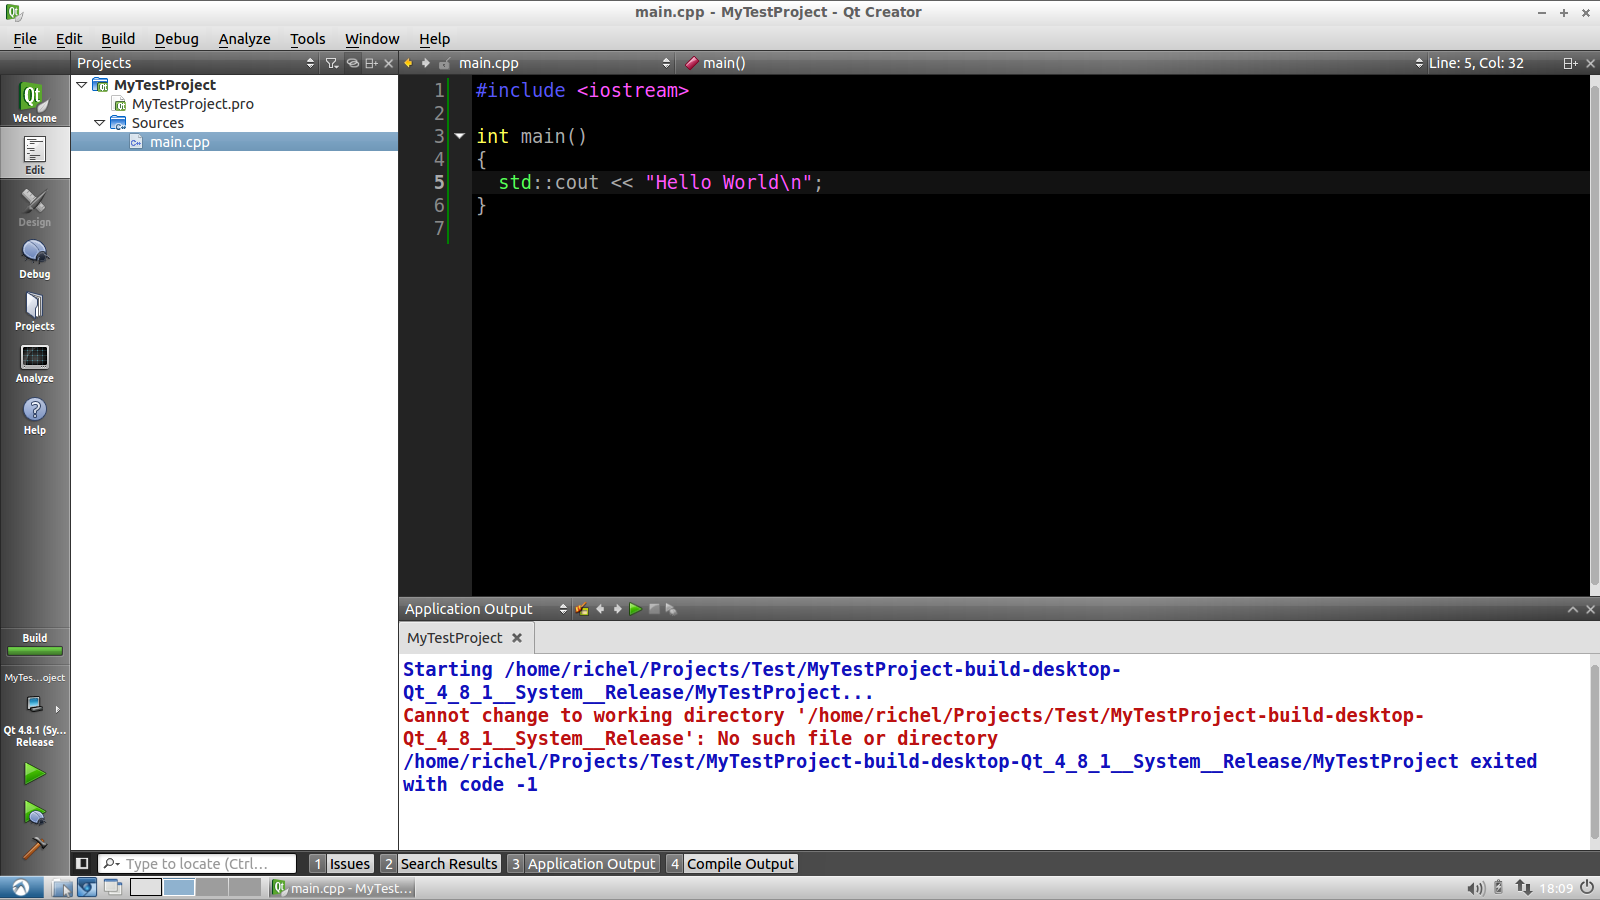 main.cpp - MyTestProject - Qt Creator
File Edit Build Debug Analyze Tools Window Help
Projects
main.cpp
main()
Line: 5, Col: 32
Qt
Welcome
Edit
Design
Debug
Projects
Analyze
Help
MyTestProject
MyTestProject.pro
Sources
main.cpp
1 #include <iostream>
2
3 int main()
4 {
5 std::cout << "Hello World\n";
6 }
7
Application Output
MyTestProject
Starting /home/richel/Projects/Test/MyTestProject-build-desktop-
Qt_4_8_1__System__Release/MyTestProject...
Cannot change to working directory '/home/richel/Projects/Test/MyTestProject-build-desktop-
Qt_4_8_1__System__Release': No such file or directory
/home/richel/Projects/Test/MyTestProject-build-desktop-Qt_4_8_1__System__Release/MyTestProject exited
with code -1
Build
MyTes...oject
Qt 4.8.1 (Sy...
Release
Type to locate (Ctrl...
1 Issues 2 Search Results 3 Application Output 4 Compile Output
main.cpp - MyTest...
18:09